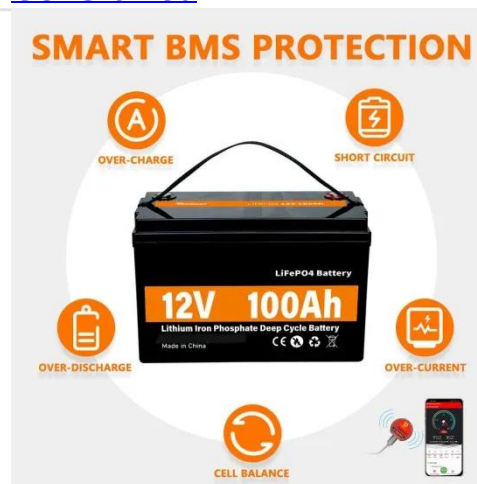 SMART BMS PROTECTION
OVER-CHARGE
SHORT CIRCUIT
LiFePO4 Battery
12V 100Ah
Lithium Iron Phosphate Deep Cycle Battery
Made in China
OVER-DISCHARGE
OVER-CURRENT
CELL BALANCE